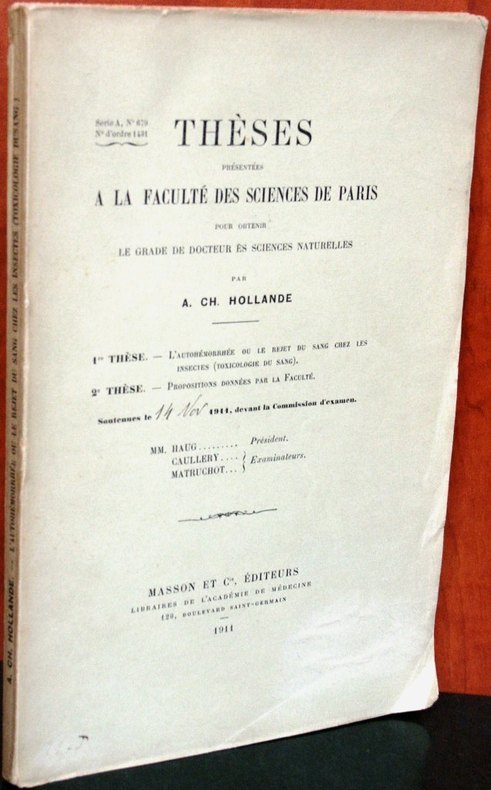 Série A, N° 679
N° d'ordre 1431
THÈSES
PRÉSENTÉES
A LA FACULTÉ DES SCIENCES DE PARIS
POUR OBTENIR
LE GRADE DE DOCTEUR ÈS SCIENCES NATURELLES
PAR
A. CH. HOLLANDE
1re THÈSE. — L'AUTOHÉMORRHÉE OU LE REJET DU SANG CHEZ LES
INSECTES (TOXICOLOGIE DU SANG).
2e THÈSE. — PROPOSITIONS DONNÉES PAR LA FACULTÉ.
Soutenues le 14 Nov 1911, devant la Commission d'examen.
MM. HAUG......... Président.
CAULLERY.... } Examinateurs.
MATRUCHOT...
MASSON ET Cie, ÉDITEURS
LIBRAIRES DE L'ACADÉMIE DE MÉDECINE
120, BOULEVARD SAINT-GERMAIN
1911
A. CH. HOLLANDE — L'AUTOHÉMORRHÉE OU LE REJET DU SANG CHEZ LES INSECTES (TOXICOLOGIE DU SANG)